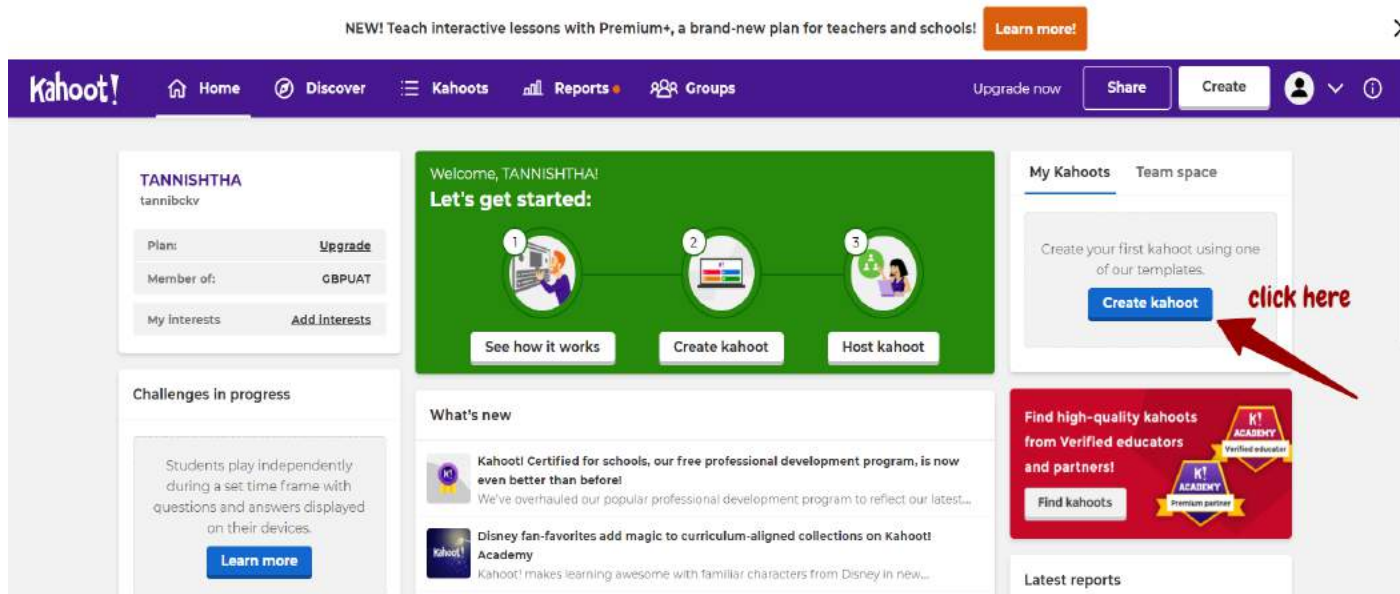 NEW! Teach interactive lessons with Premium+, a brand-new plan for teachers and schools! Learn more!
Kahoot! Home Discover Kahoots Reports Groups Upgrade now Share Create
TANNISHTHA
tannibckv
Plan: Upgrade
Member of: GBPUAT
My interests Add interests
Challenges in progress
Students play independently
during a set time frame with
questions and answers displayed
on their devices.
Learn more
Welcome, TANNISHTHA!
Let's get started:
1 2 3
See how it works Create kahoot Host kahoot
What's new
Kahoot! Certified for schools, our free professional development program, is now
even better than before!
We've overhauled our popular professional development program to reflect our latest...
Kahoot!
Disney fan-favorites add magic to curriculum-aligned collections on Kahoot!
Academy
Kahoot! makes learning awesome with familiar characters from Disney in new...
My Kahoots Team space
Create your first kahoot using one
of our templates.
Create kahoot
click here
Find high-quality kahoots
from Verified educators
and partners!
Find kahoots
K!
ACADEMY
Verified educator
K!
ACADEMY
Premium partner
Latest reports